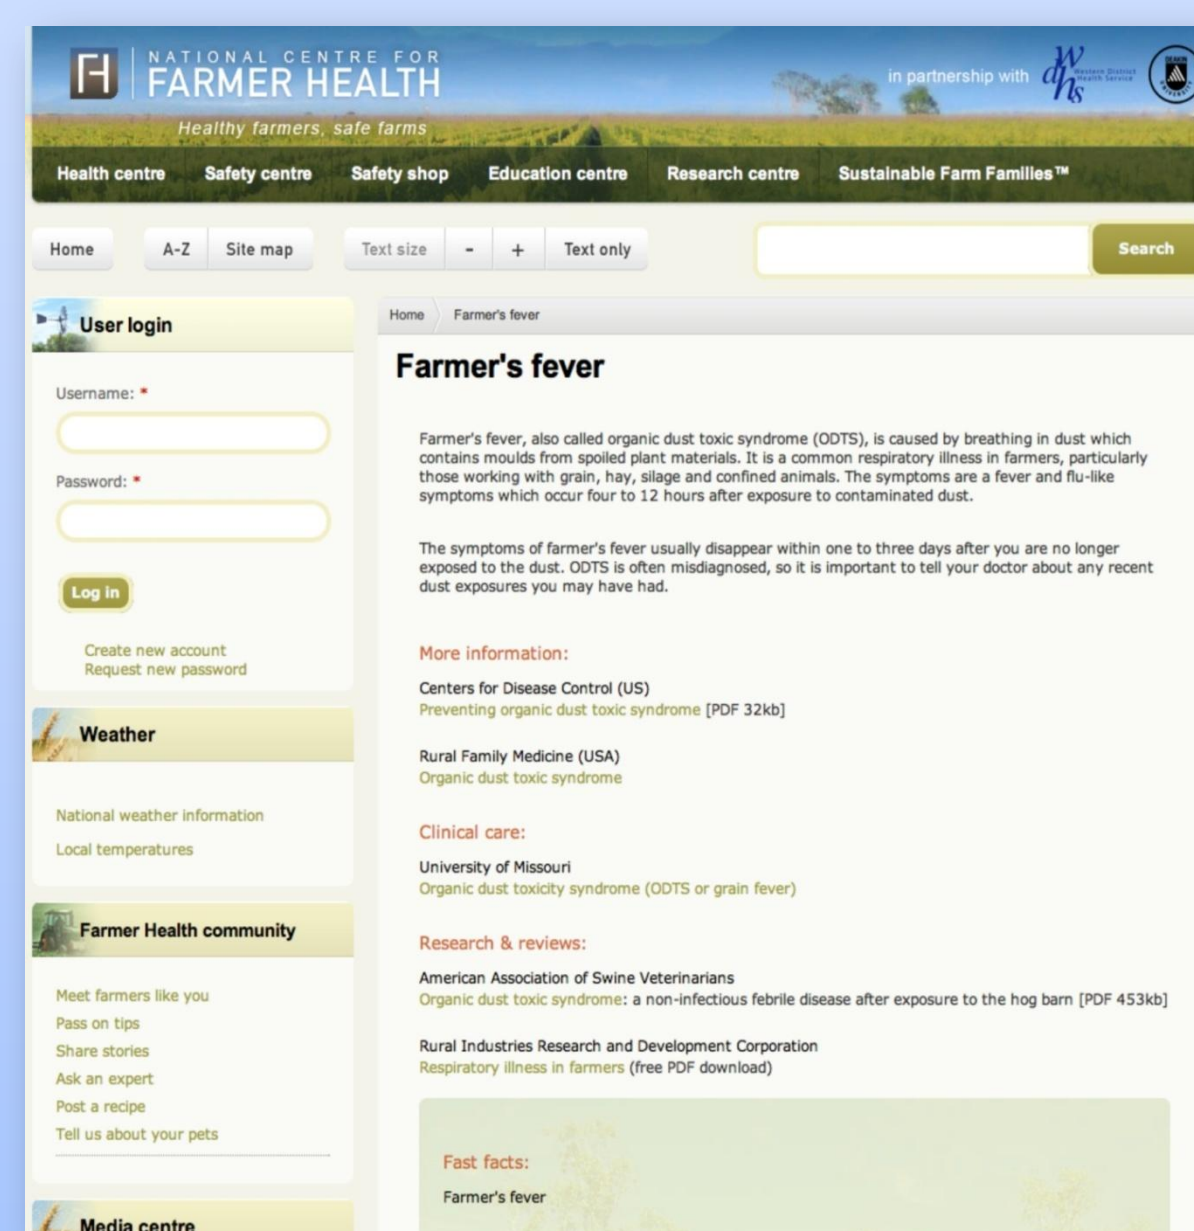 NATIONAL CENTRE FOR
FARMER HEALTH
Healthy farmers, safe farms
in partnership with
wdhs Western District
Health Service
DEAKIN
UNIVERSITY
Health centre Safety centre Safety shop Education centre Research centre Sustainable Farm Families™
Home A-Z Site map Text size - + Text only Search
User login
Username: *
Password: *
Log in
Create new account
Request new password
Weather
National weather information
Local temperatures
Farmer Health community
Meet farmers like you
Pass on tips
Share stories
Ask an expert
Post a recipe
Tell us about your pets
Media centre
Home Farmer's fever
Farmer's fever
Farmer's fever, also called organic dust toxic syndrome (ODTS), is caused by breathing in dust which
contains moulds from spoiled plant materials. It is a common respiratory illness in farmers, particularly
those working with grain, hay, silage and confined animals. The symptoms are a fever and flu-like
symptoms which occur four to 12 hours after exposure to contaminated dust.
The symptoms of farmer's fever usually disappear within one to three days after you are no longer
exposed to the dust. ODTS is often misdiagnosed, so it is important to tell your doctor about any recent
dust exposures you may have had.
More information:
Centers for Disease Control (US)
Preventing organic dust toxic syndrome [PDF 32kb]
Rural Family Medicine (USA)
Organic dust toxic syndrome
Clinical care:
University of Missouri
Organic dust toxicity syndrome (ODTS or grain fever)
Research & reviews:
American Association of Swine Veterinarians
Organic dust toxic syndrome: a non-infectious febrile disease after exposure to the hog barn [PDF 453kb]
Rural Industries Research and Development Corporation
Respiratory illness in farmers (free PDF download)
Fast facts:
Farmer's fever